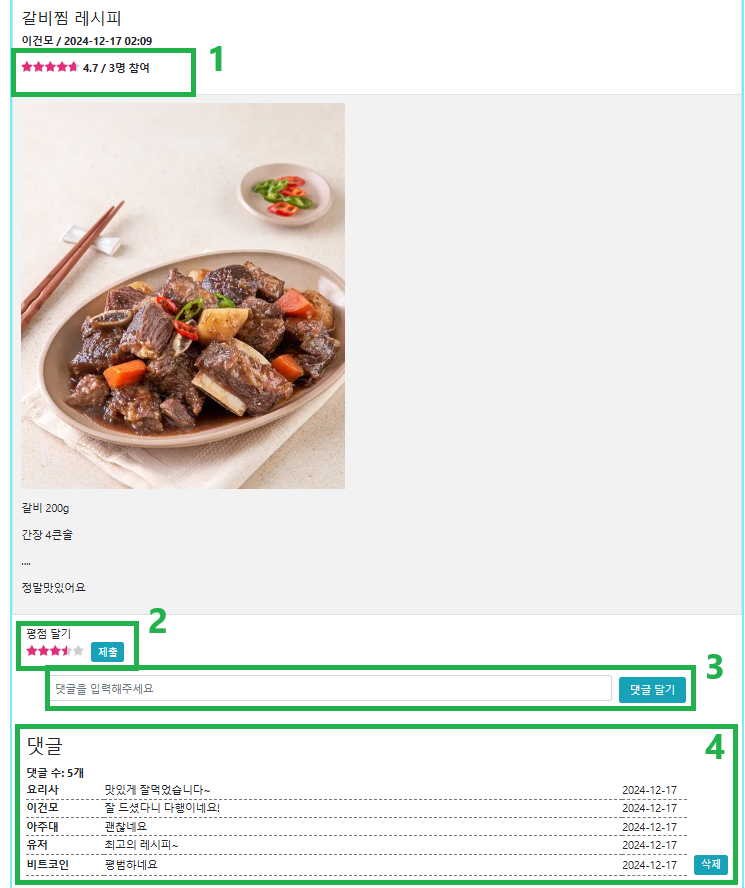 갈비찜 레시피
이건모 / 2024-12-17 02:09
4.7 / 3명 참여
1
갈비 200g
간장 4큰술
....
정말맛있어요
2
평점 달기
제출
3
댓글을 입력해주세요 댓글 달기
4
댓글
댓글 수: 5개
요리사 맛있게 잘먹었습니다~ 2024-12-17
이건모 잘 드셨다니 다행이네요! 2024-12-17
아주대 괜찮네요 2024-12-17
유저 최고의 레시피~ 2024-12-17
비트코인 평범하네요 2024-12-17 삭제